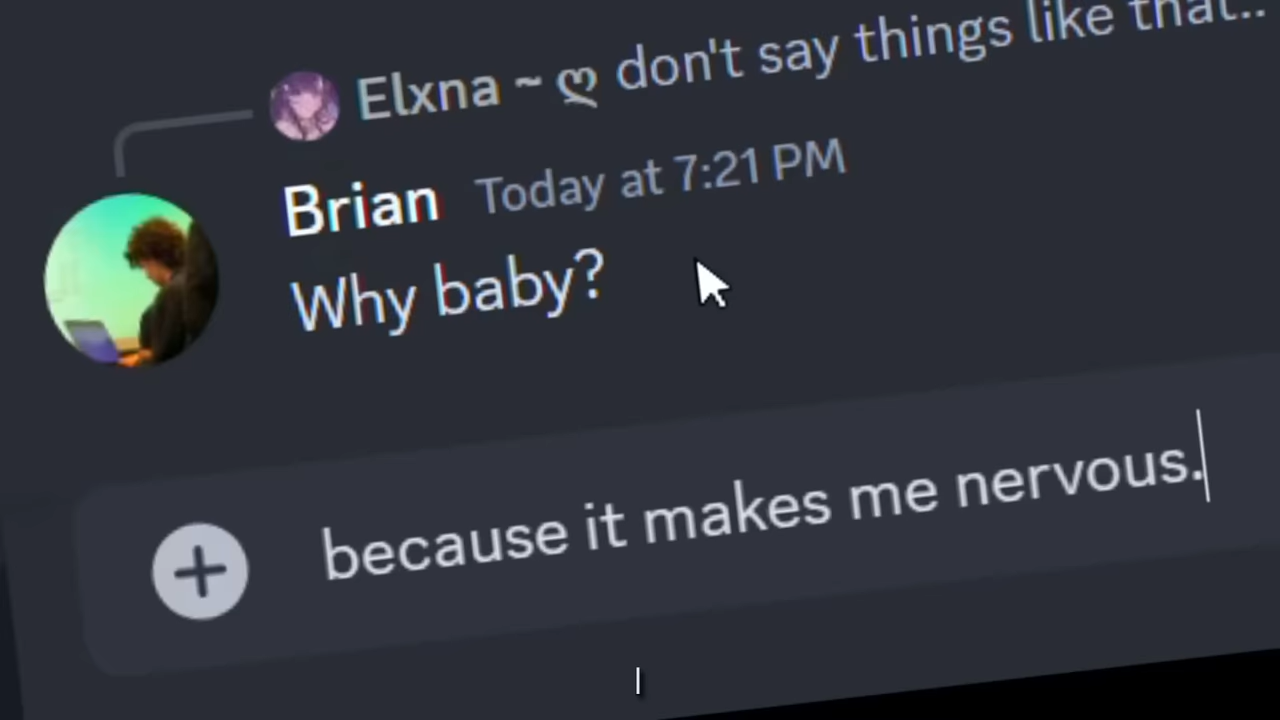 Elxna ~ ღ don't say things like that..
Brian Today at 7:21 PM
Why baby?
because it makes me nervous.